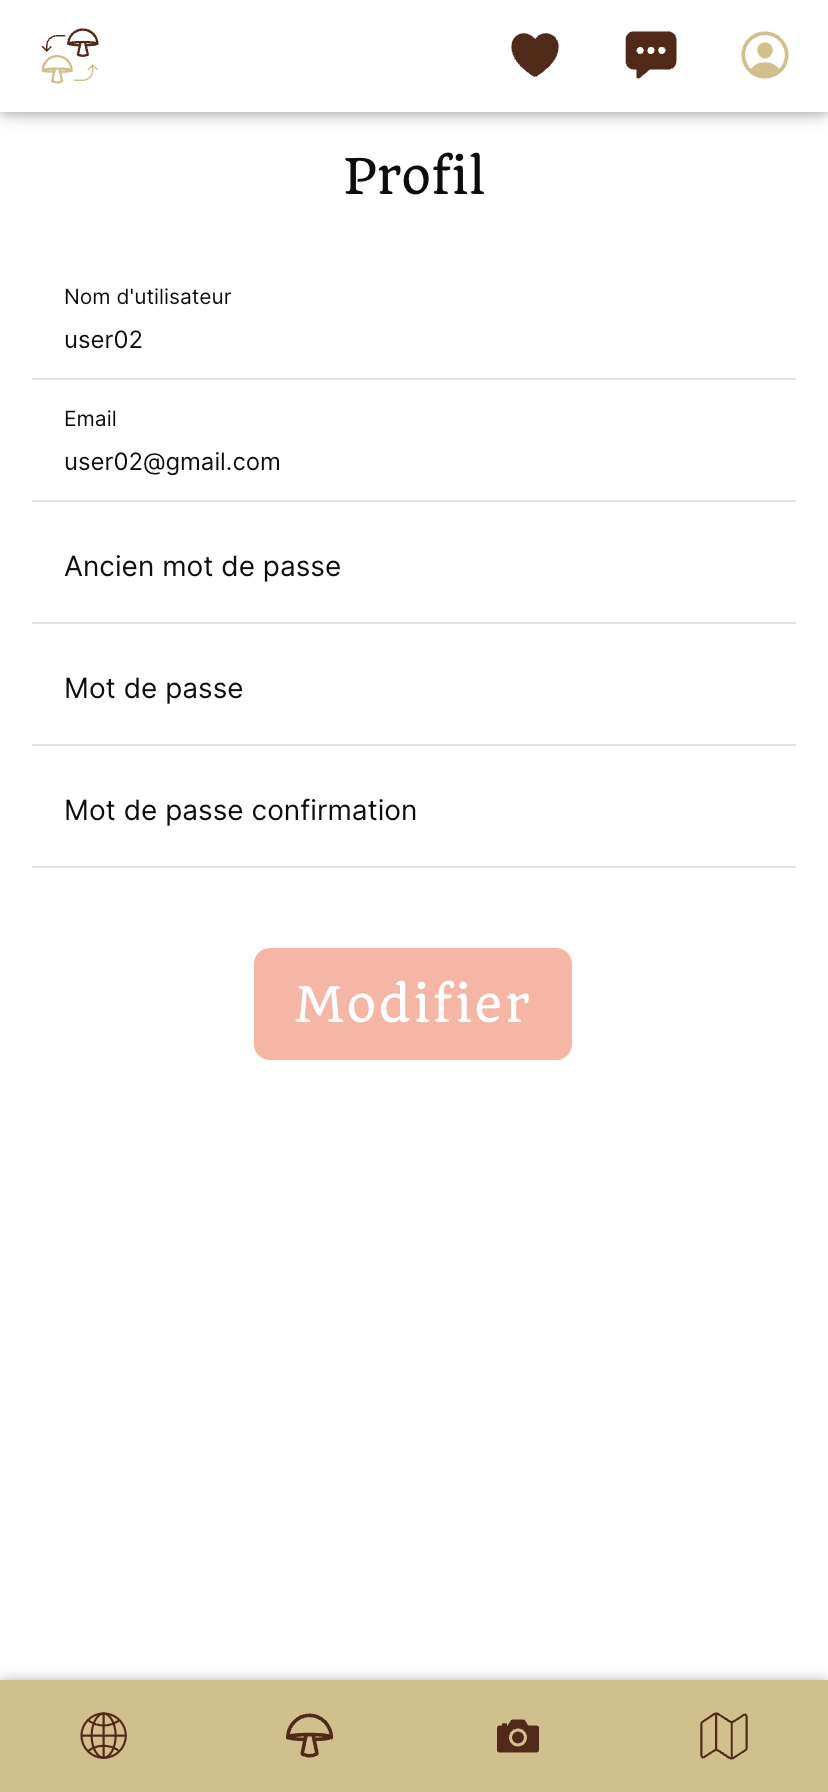 Profil
Nom d'utilisateur
user02
Email
user02@gmail.com
Ancien mot de passe
Mot de passe
Mot de passe confirmation
Modifier